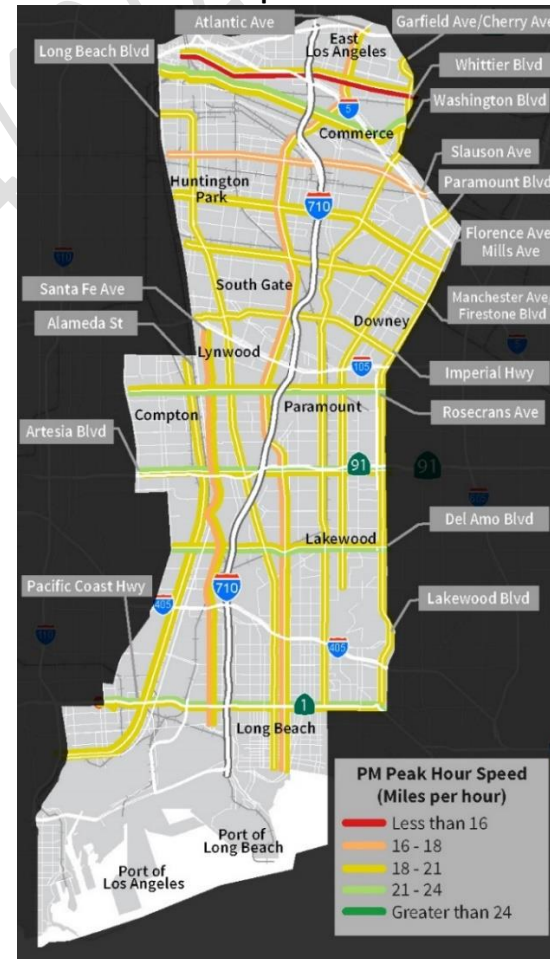 Atlantic Ave
Garfield Ave/Cherry Ave
East
Los Angeles
Long Beach Blvd
Whittier Blvd
5
Washington Blvd
Commerce
Slauson Ave
Huntington
Park
Paramount Blvd
710
Florence Ave
Mills Ave
110
South Gate
Santa Fe Ave
Manchester Ave/
Firestone Blvd
Alameda St
Downey
Lynwood
105
Imperial Hwy
Compton
Paramount
Rosecrans Ave
Artesia Blvd
91
91
Lakewood
Del Amo Blvd
Pacific Coast Hwy
710
405
Lakewood Blvd
405
1
Long Beach
PM Peak Hour Speed
(Miles per hour)
Less than 16
16 - 18
18 - 21
21 - 24
Greater than 24
Port of
Long Beach
Port of
Los Angeles